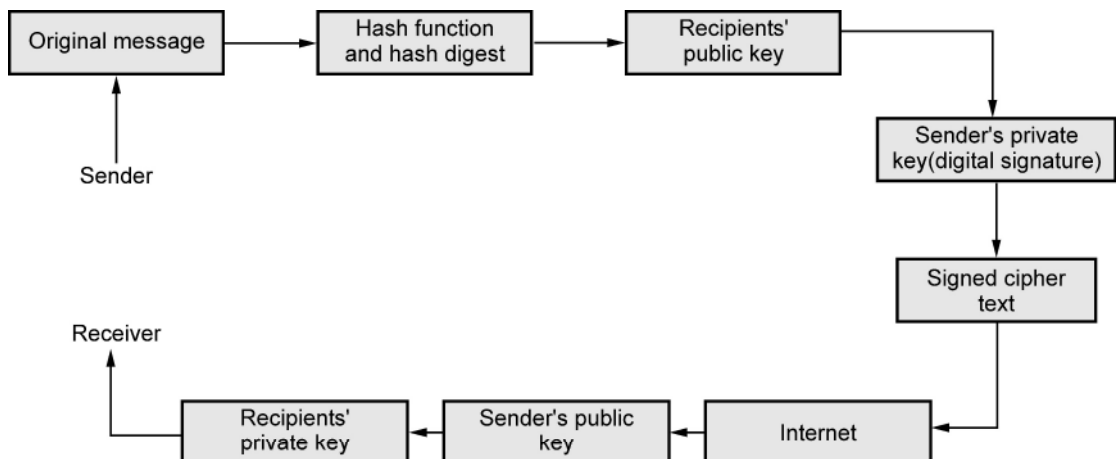 Original message
Hash function
and hash digest
Recipients'
public key
Sender's private
key(digital signature)
Sender
Signed cipher
text
Receiver
Recipients'
private key
Sender's public
key
Internet